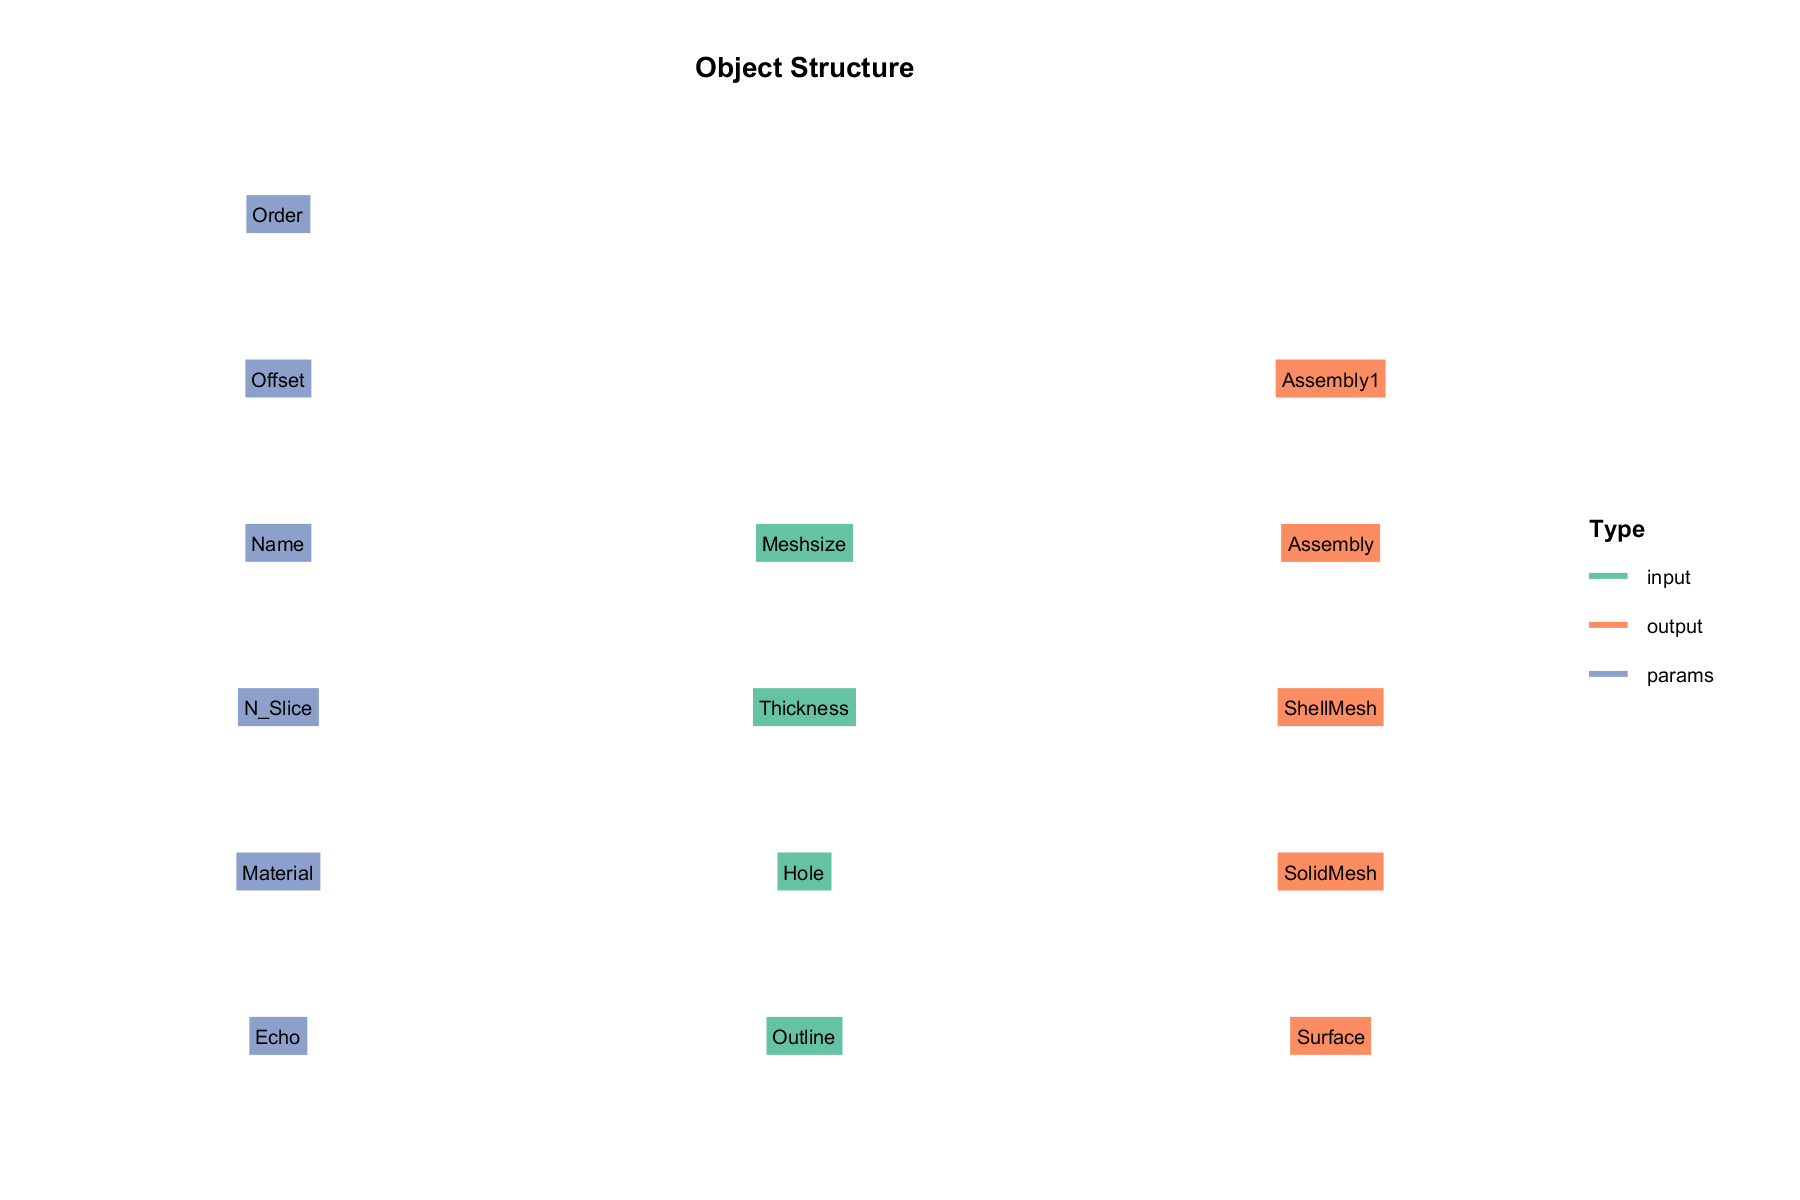 Object Structure
Order
Offset
Assembly1
Name
Meshsize
Assembly
N_Slice
Thickness
ShellMesh
Material
Hole
SolidMesh
Echo
Outline
Surface
Type
input
output
params